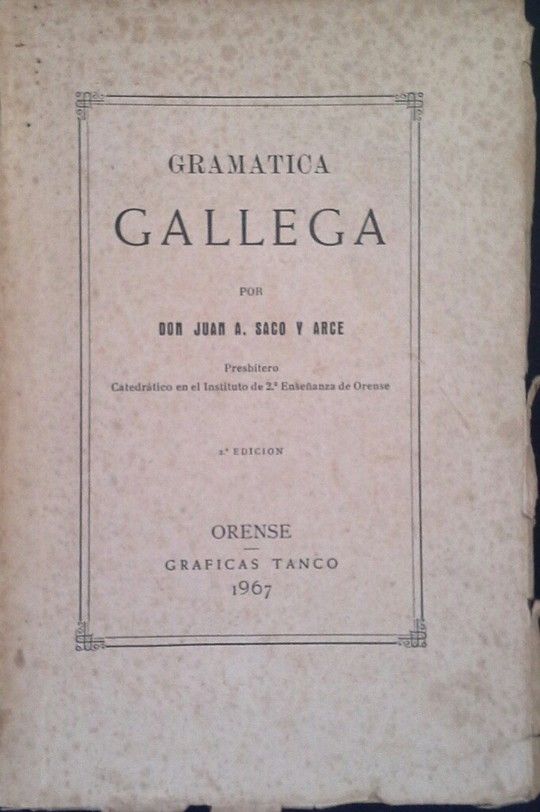 GRAMATICA
GALLEGA
POR
DON JUAN A. SACO Y ARCE
Presbítero
Catedrático en el Instituto de 2.ª Enseñanza de Orense
2.ª EDICION
ORENSE
GRAFICAS TANCO
1967